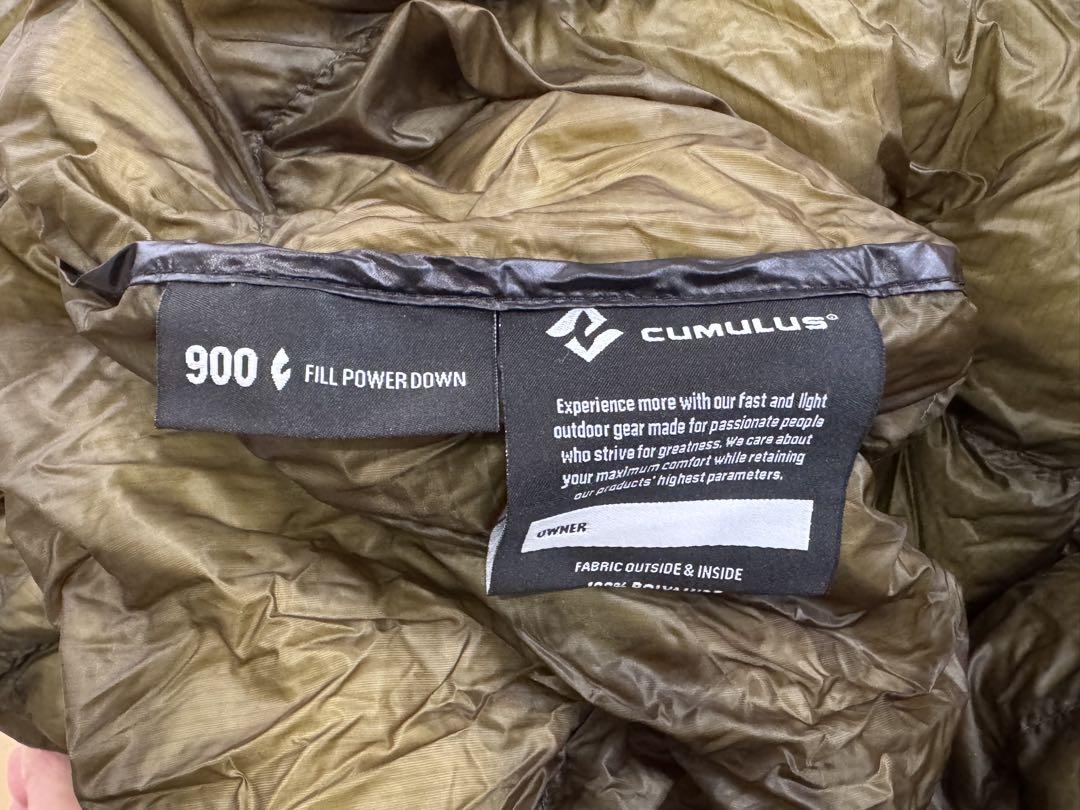 900 FILL POWER DOWN
CUMULUS®
Experience more with our fast and light
outdoor gear made for passionate people
who strive for greatness. We care about
your maximum comfort while retaining
our products' highest parameters.
OWNER
FABRIC OUTSIDE & INSIDE
100%